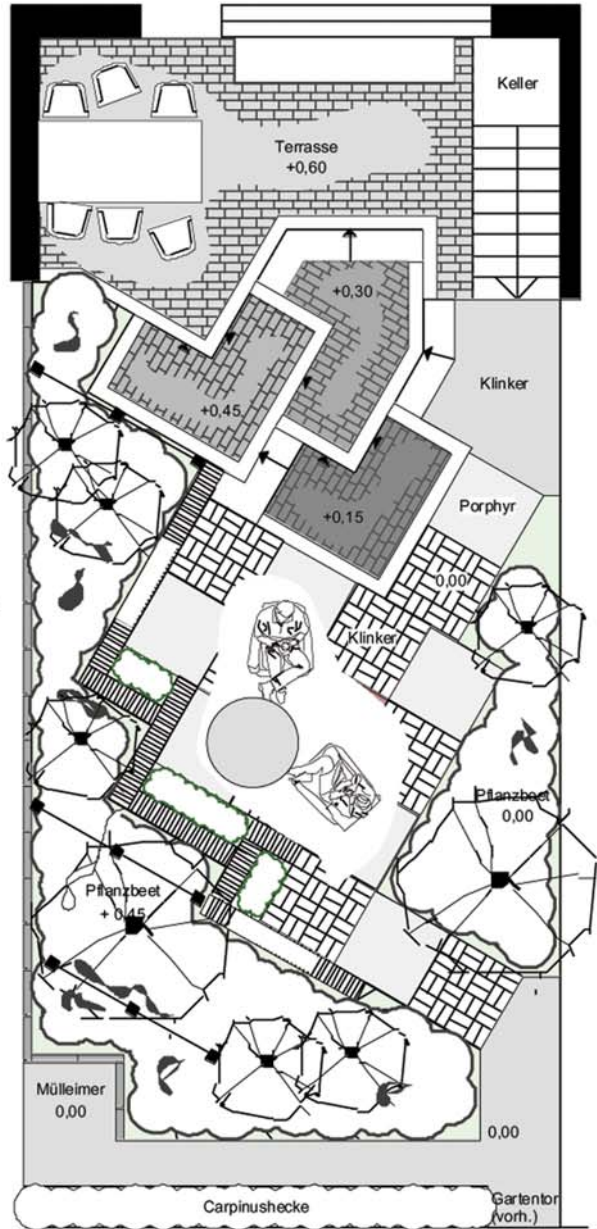 Keller
Terrasse
+0,60
+0,30
Klinker
+0,45
Porphyr
+0,15
0,00
Klinker
Pflanzbeet
0,00
Pflanzbeet
+ 0,45
Mülleimer
0,00
0,00
Carpinushecke
Gartentor
(vorh.)